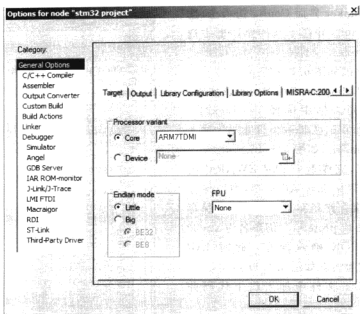 Options for node "stm32 project"
Category:
General Options
C/C++ Compiler
Assembler
Output Converter
Custom Build
Build Actions
Linker
Debugger
Simulator
Angel
GDB Server
IAR ROM-monitor
J-Link/J-Trace
LMI FTDI
Macraigor
RDI
ST-Link
Third-Party Driver
Target Output Library Configuration Library Options MISRA-C:200
Processor variant
Core ARM7TDMI
Device None
Endian mode
Little
Big
BE32
BE8
FPU
None
OK Cancel